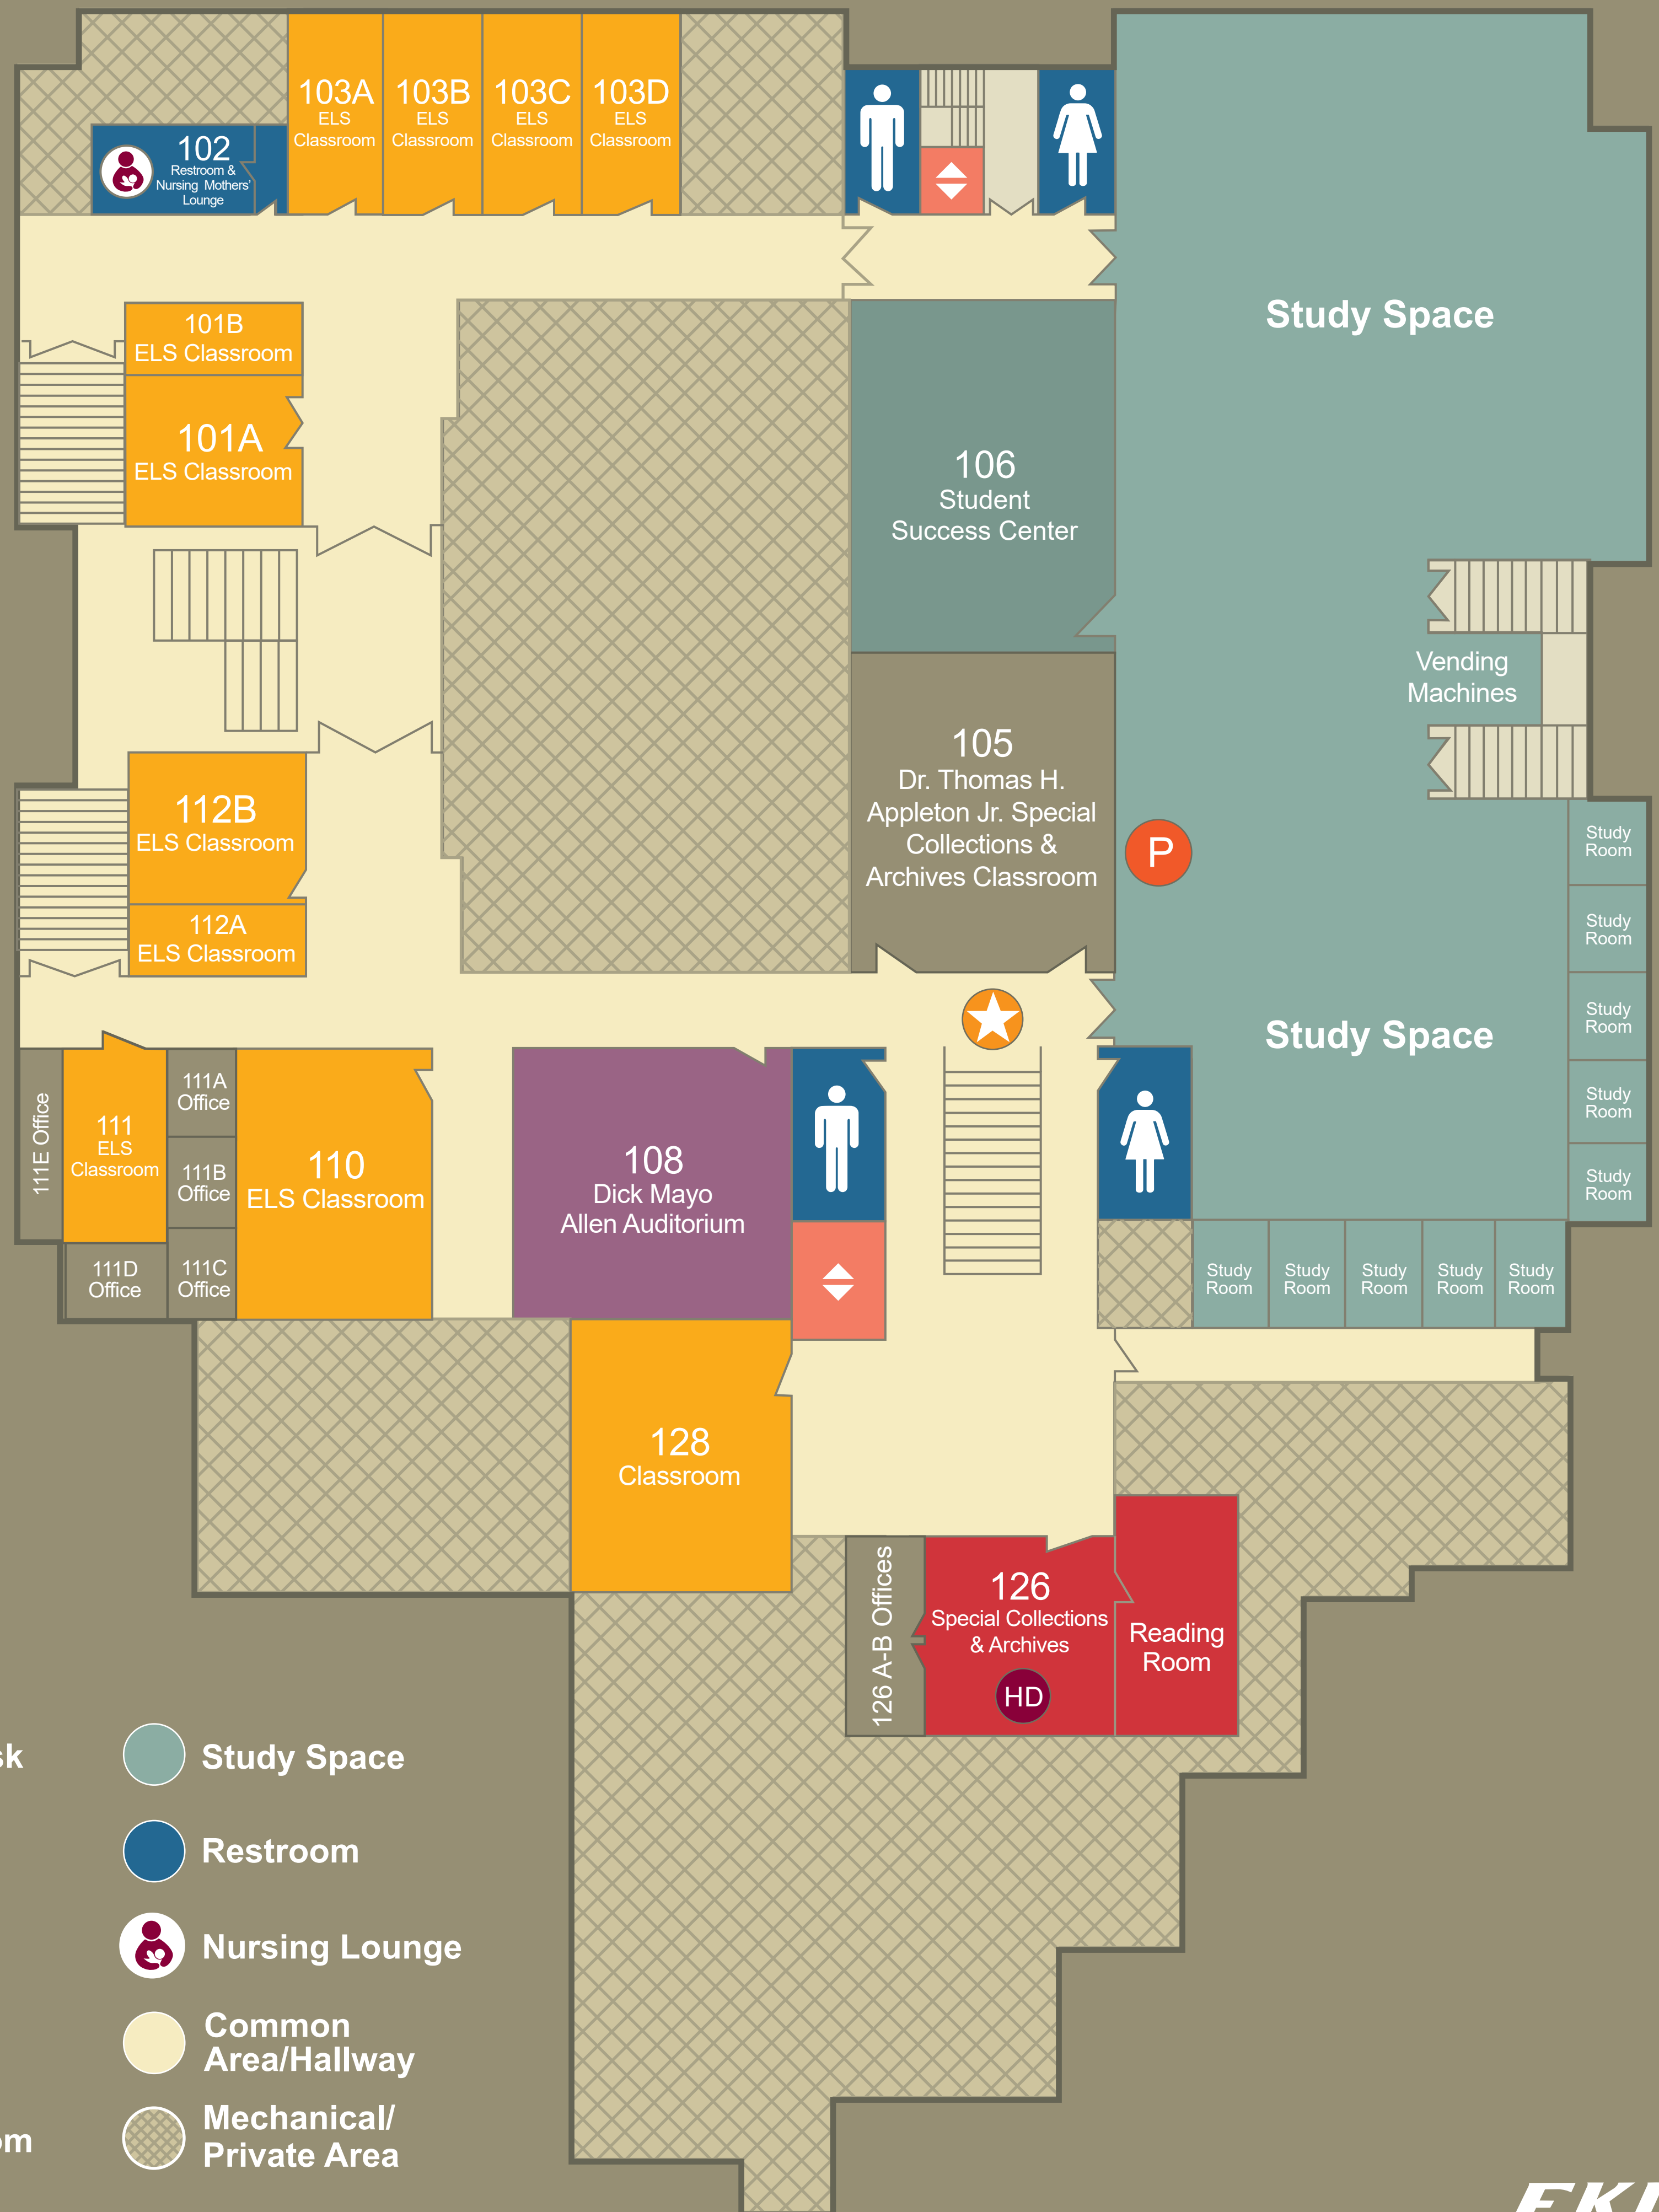 103A
ELS
Classroom
103B
ELS
Classroom
103C
ELS
Classroom
103D
ELS
Classroom
102
Restroom &
Nursing Mothers'
Lounge
Study Space
101B
ELS Classroom
101A
ELS Classroom
106
Student
Success Center
Vending
Machines
105
Dr. Thomas H.
Appleton Jr. Special
Collections &
Archives Classroom
P
112B
ELS Classroom
112A
ELS Classroom
Study
Room
Study
Room
Study
Room
Study
Room
Study
Room
Study Space
111E Office
111
ELS
Classroom
111A
Office
111B
Office
111C
Office
111D
Office
110
ELS Classroom
108
Dick Mayo
Allen Auditorium
Study
Room
Study
Room
Study
Room
Study
Room
Study
Room
128
Classroom
126 A-B Offices
126
Special Collections
& Archives
HD
Reading
Room
sk
Study Space
Restroom
Nursing Lounge
Common
Area/Hallway
Mechanical/
Private Area
om